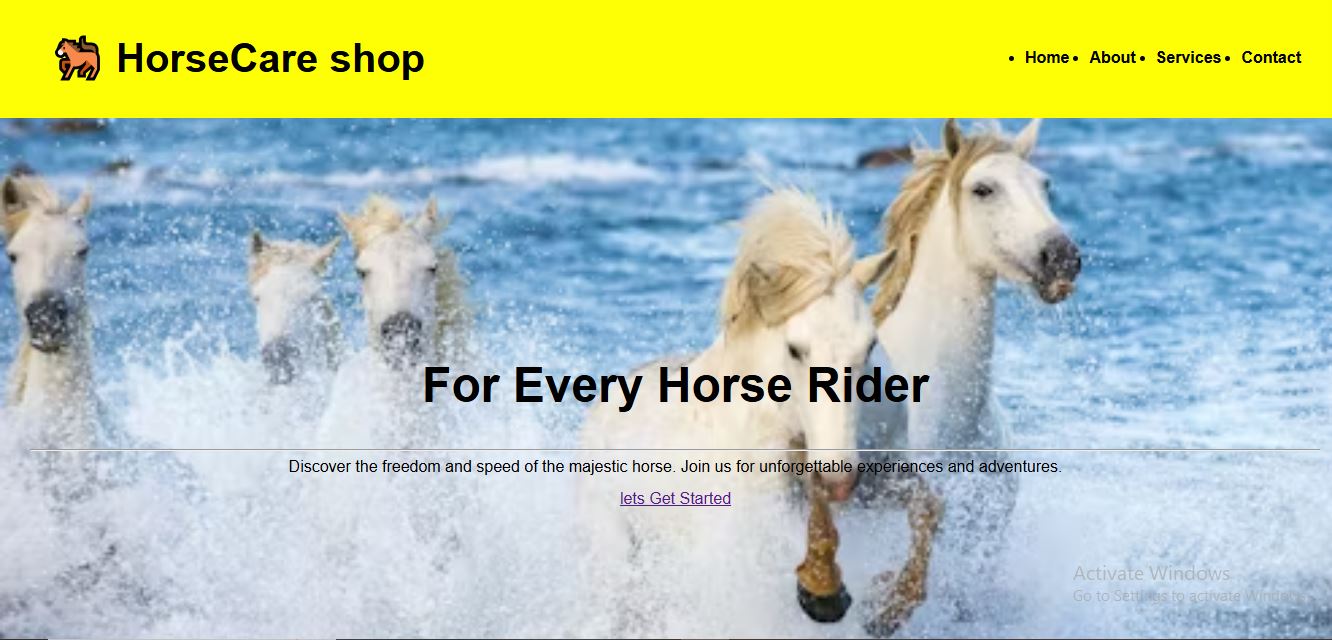 HorseCare shop
• Home • About • Services • Contact
For Every Horse Rider
Discover the freedom and speed of the majestic horse. Join us for unforgettable experiences and adventures.
lets Get Started
Activate Windows
Go to Settings to activate Windows.